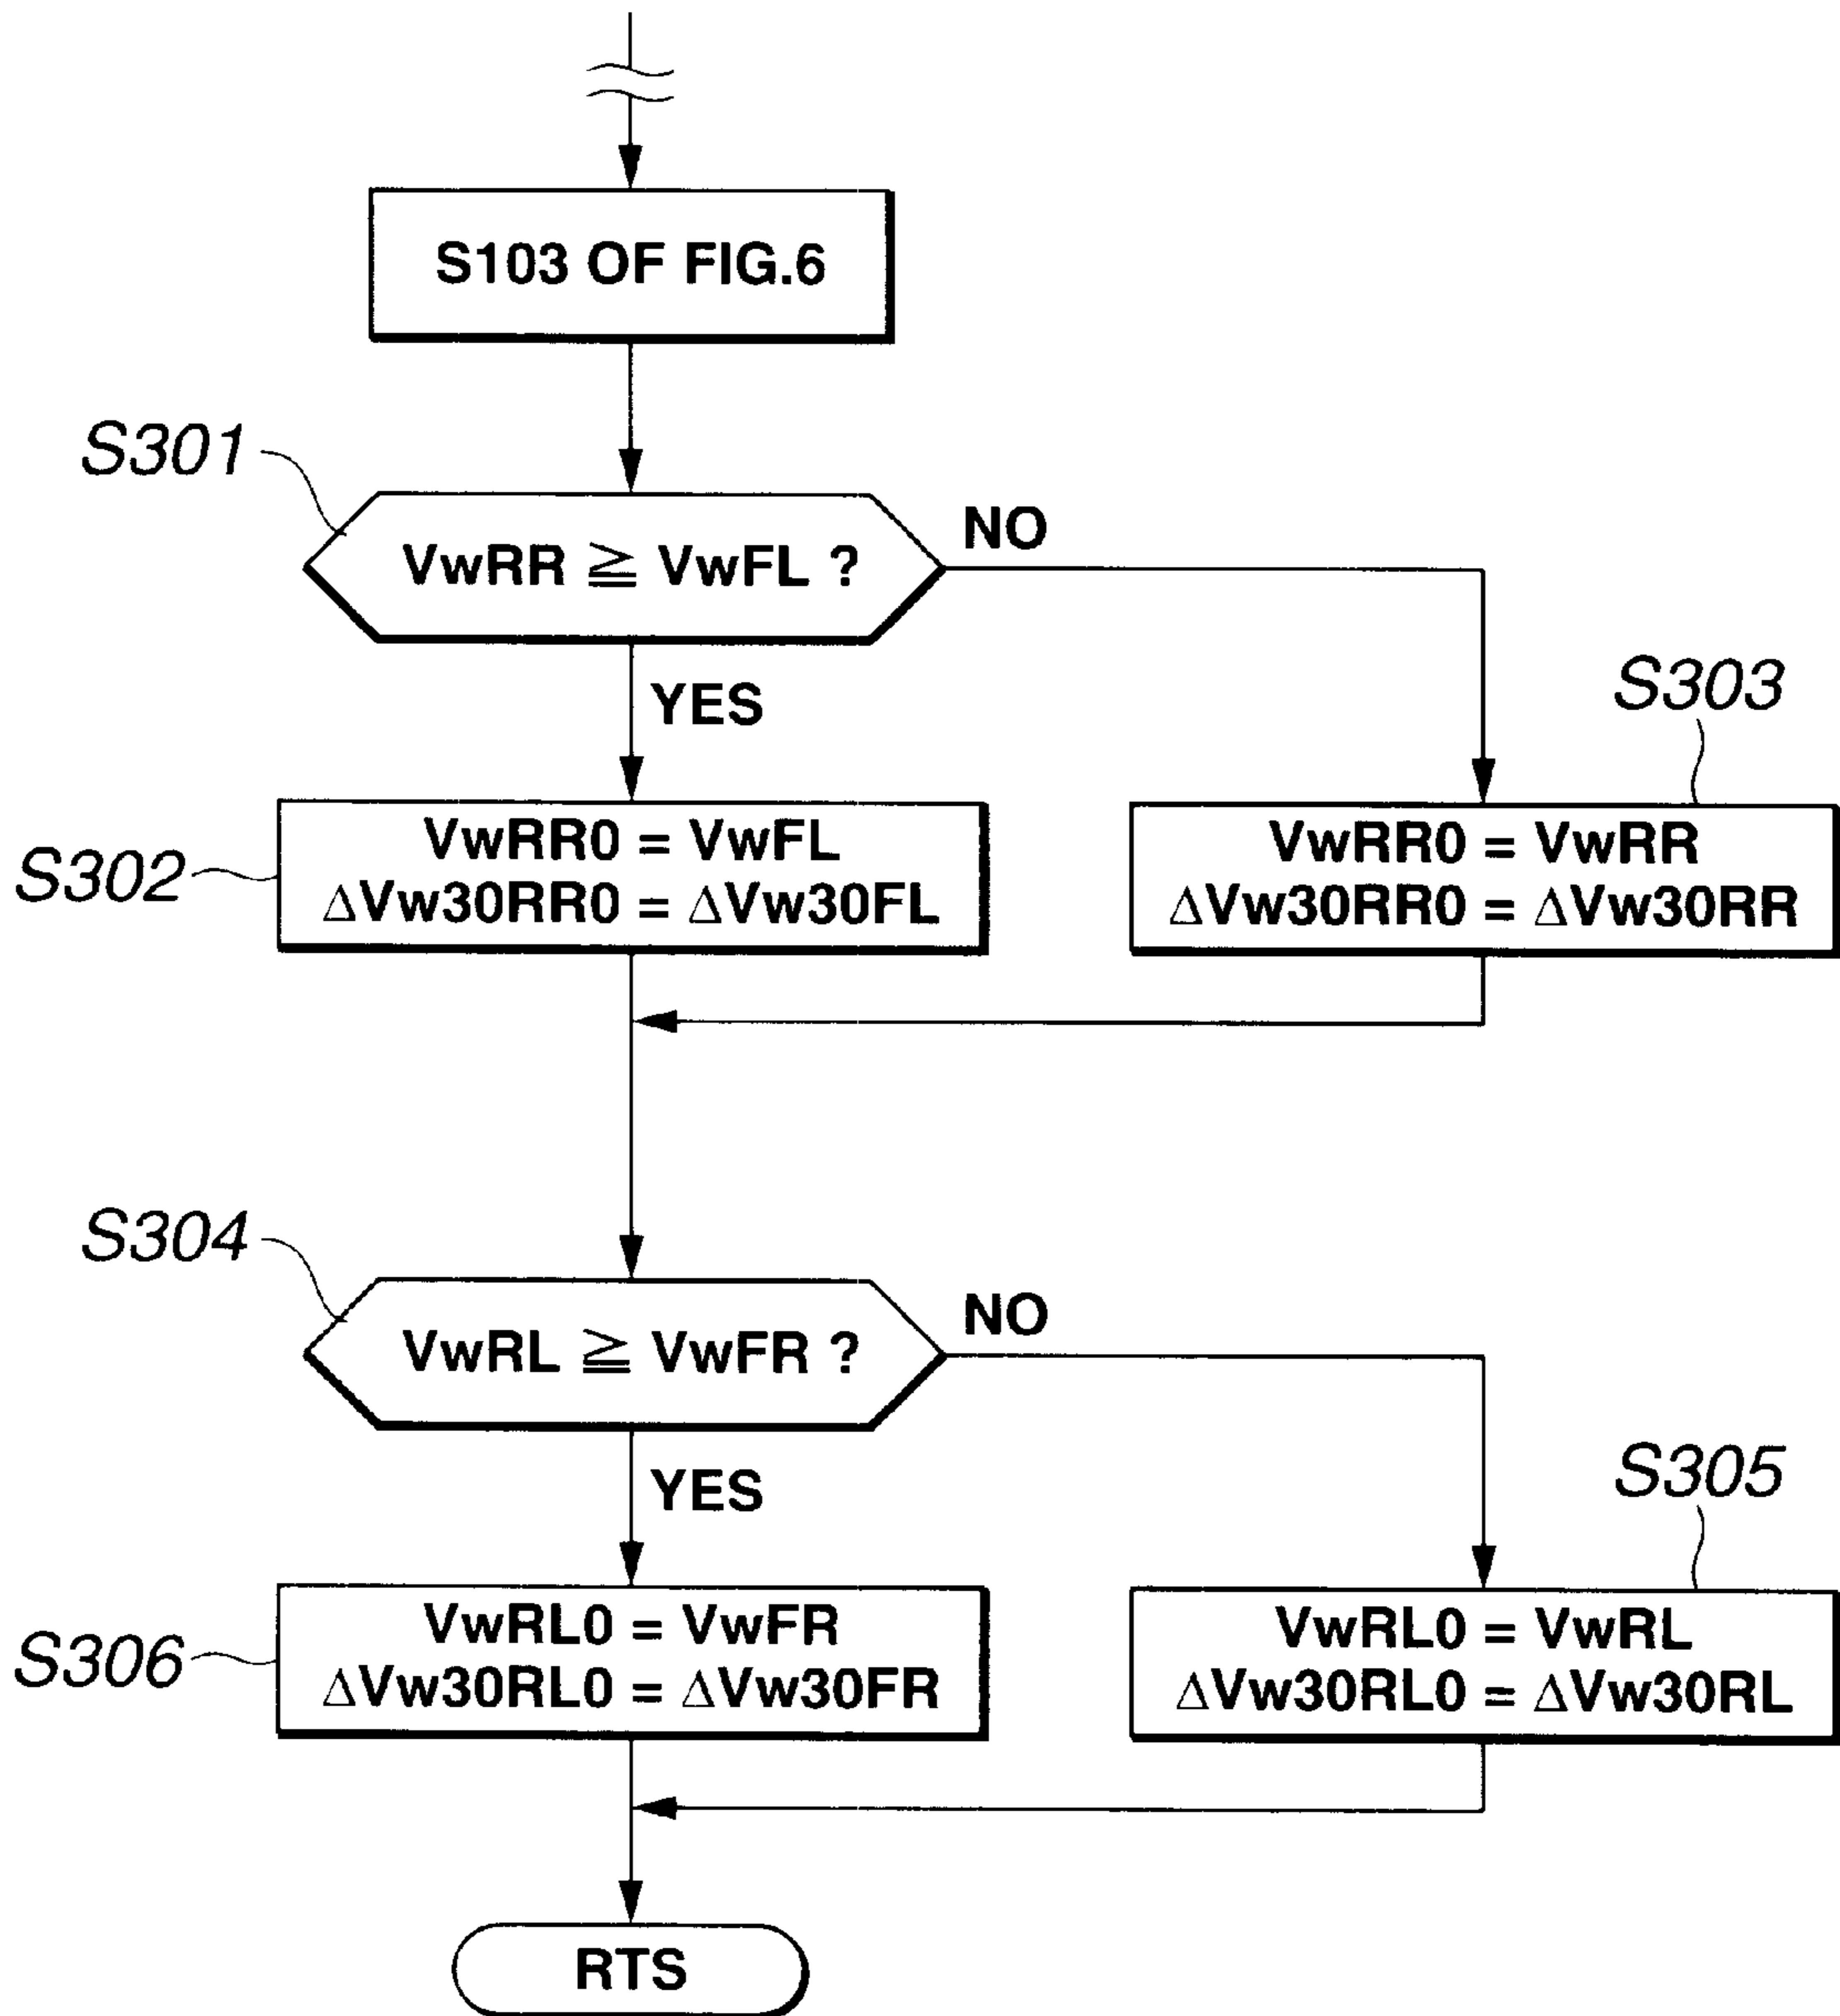 S103 OF FIG.6
S301
VwRR ≧ VwFL ?
NO
YES
S303
S302
VwRR0 = VwFL
ΔVw30RR0 = ΔVw30FL
VwRR0 = VwRR
ΔVw30RR0 = ΔVw30RR
S304
VwRL ≧ VwFR ?
NO
YES
S305
S306
VwRL0 = VwFR
ΔVw30RL0 = ΔVw30FR
VwRL0 = VwRL
ΔVw30RL0 = ΔVw30RL
RTS